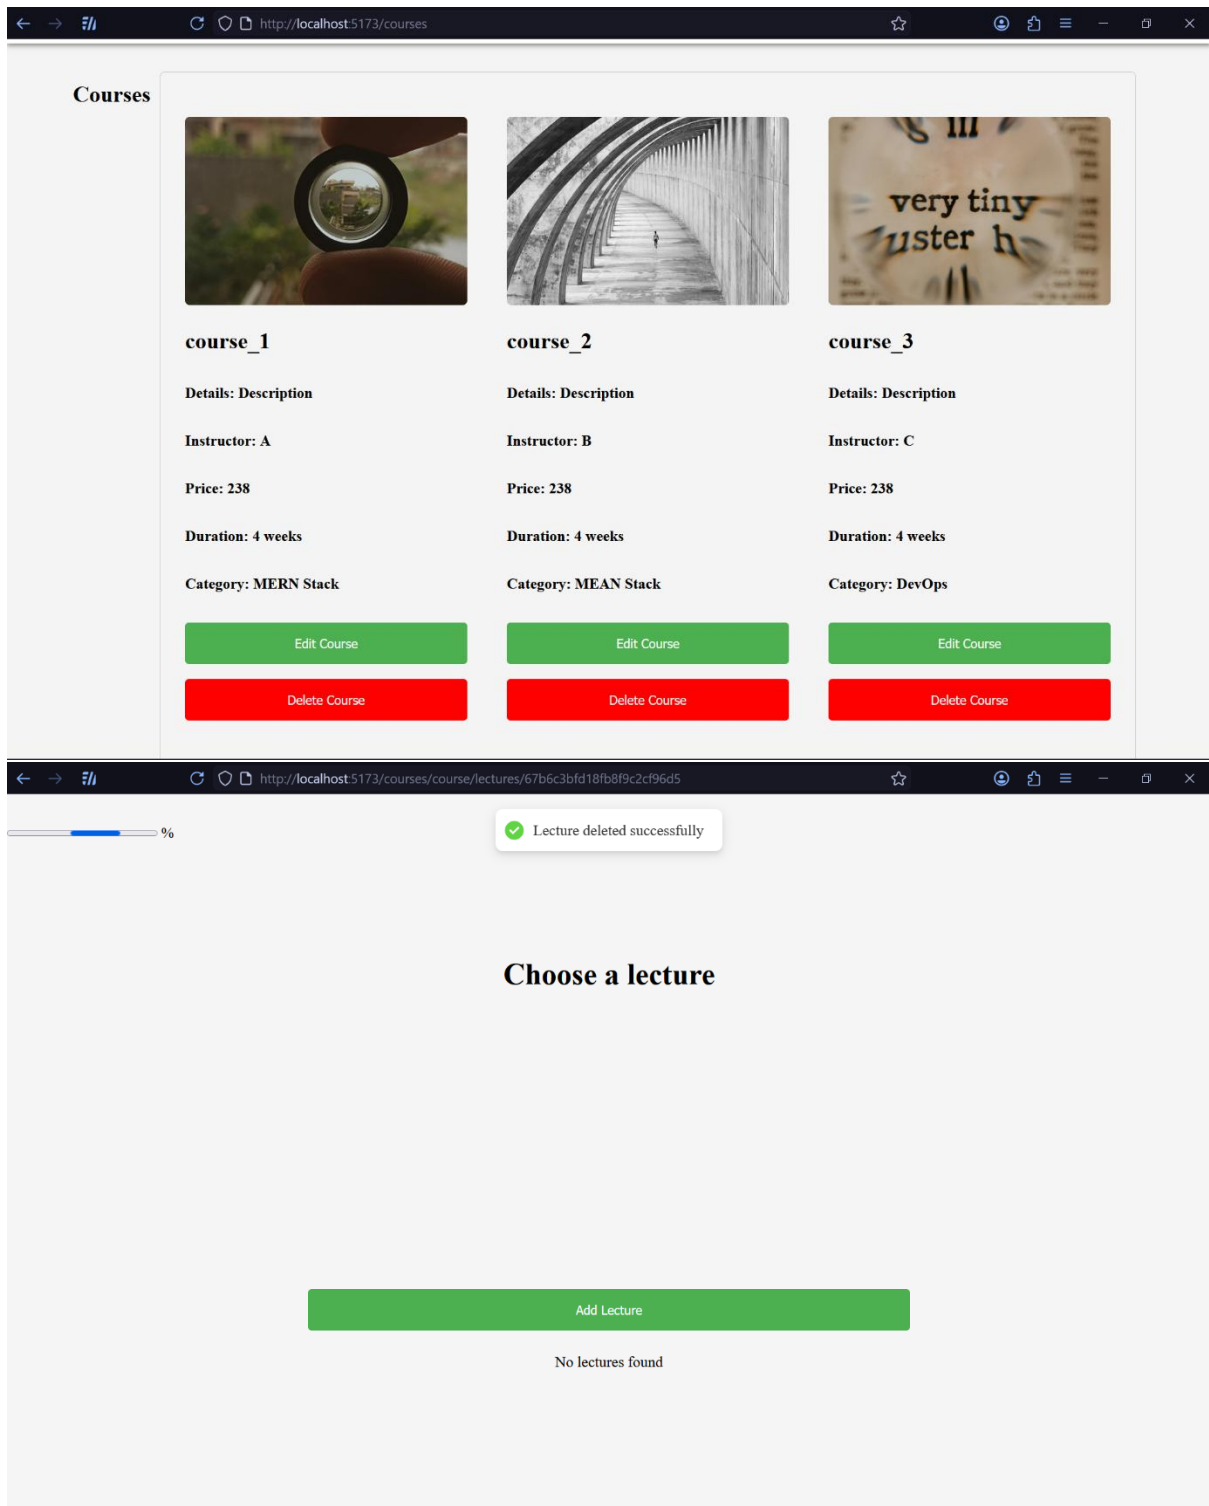 http://localhost:5173/courses
Courses
very tiny
course_1
course_2
course_3
Details: Description
Details: Description
Details: Description
Instructor: A
Instructor: B
Instructor: C
Price: 238
Price: 238
Price: 238
Duration: 4 weeks
Duration: 4 weeks
Duration: 4 weeks
Category: MERN Stack
Category: MEAN Stack
Category: DevOps
Edit Course
Edit Course
Edit Course
Delete Course
Delete Course
Delete Course
http://localhost:5173/courses/course/lectures/67b6c3bfd18fb8f9c2cf96d5
%
Lecture deleted successfully
Choose a lecture
Add Lecture
No lectures found